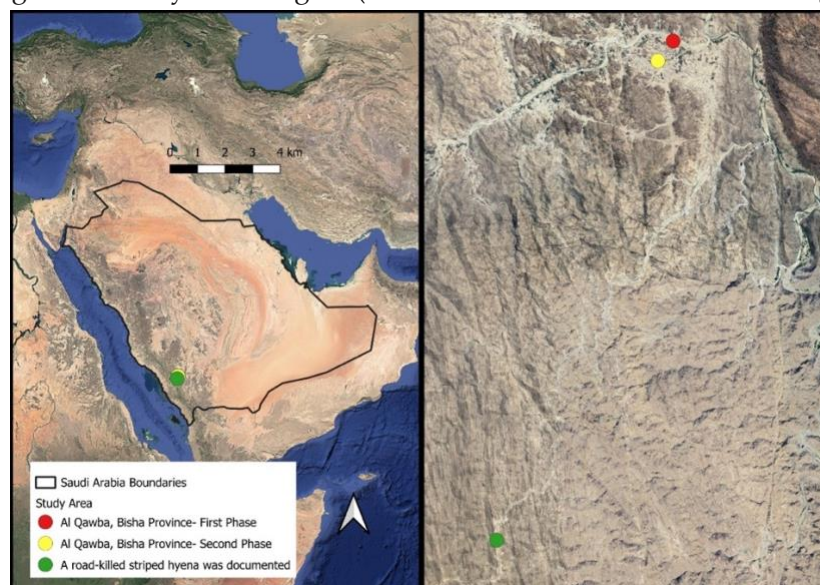 0 1 2 3 4 km
Saudi Arabia Boundaries
Study Area
Al Qawba, Bisha Province- First Phase
Al Qawba, Bisha Province- Second Phase
A road-killed striped hyena was documented